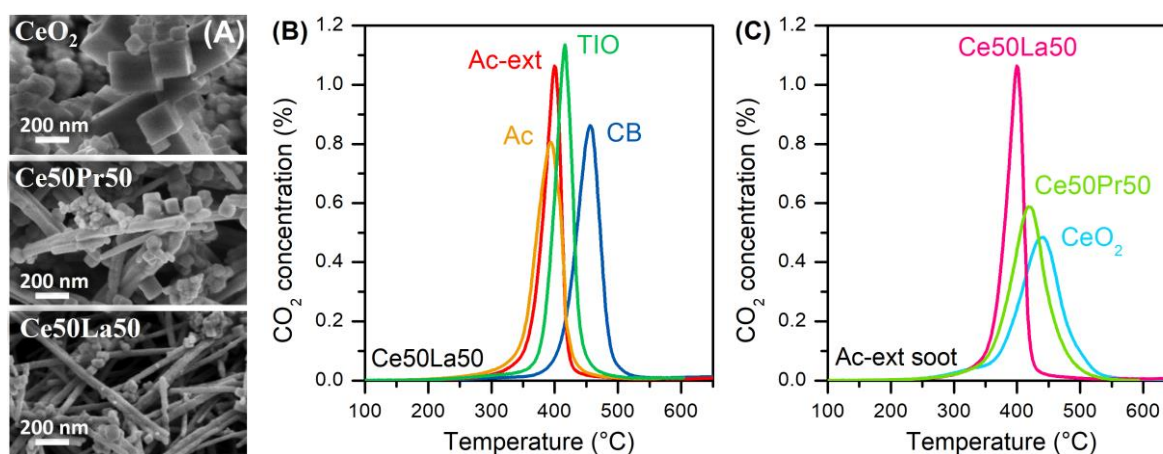 CeO2
(A)
200 nm
Ce50Pr50
200 nm
Ce50La50
200 nm
(B)
TIO
Ac-ext
Ac
CB
Ce50La50
CO2 concentration (%)
1.2
1.0
0.8
0.6
0.4
0.2
0.0
100 200 300 400 500 600
Temperature (°C)
(C)
Ce50La50
Ce50Pr50
CeO2
Ac-ext soot
CO2 concentration (%)
1.2
1.0
0.8
0.6
0.4
0.2
0.0
100 200 300 400 500 600
Temperature (°C)